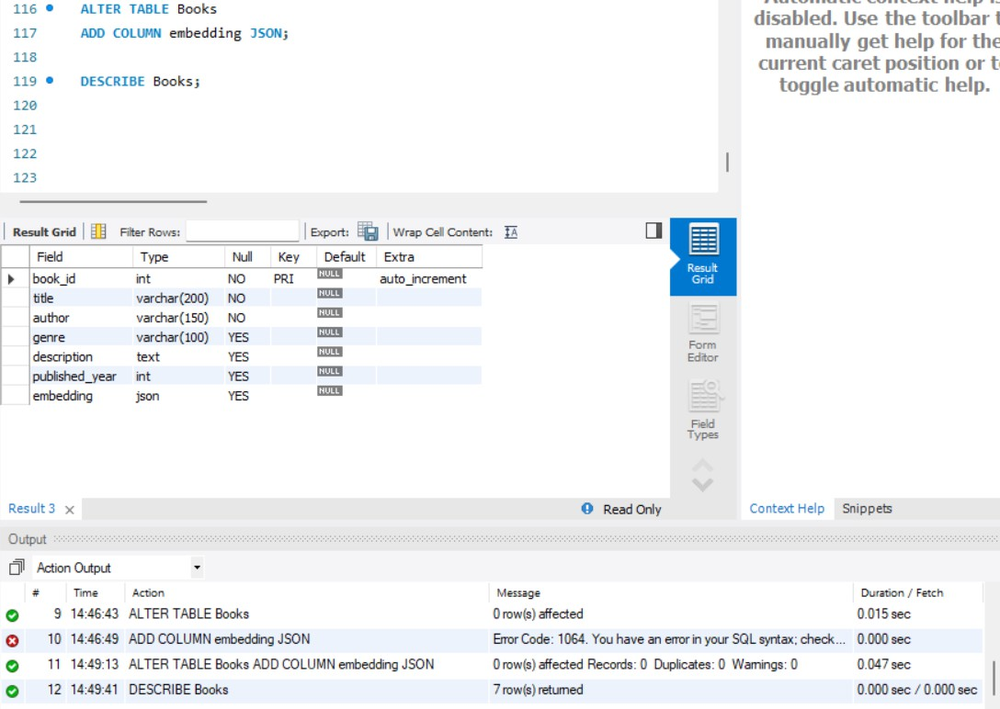 116 ALTER TABLE Books
117 ADD COLUMN embedding JSON;
118
119 DESCRIBE Books;
120
121
122
123
disabled. Use the toolbar t
manually get help for the
current caret position or t
toggle automatic help.
Result Grid Filter Rows: Export: Wrap Cell Content: IA
Field Type Null Key Default Extra
book_id int NO PRI NULL auto_increment
title varchar(200) NO NULL
author varchar(150) NO NULL
genre varchar(100) YES NULL
description text YES NULL
published_year int YES NULL
embedding json YES NULL
Result
Grid
Form
Editor
Field
Types
Result 3 Read Only
Context Help Snippets
Output
Action Output
# Time Action Message Duration / Fetch
9 14:46:43 ALTER TABLE Books 0 row(s) affected 0.015 sec
10 14:46:49 ADD COLUMN embedding JSON Error Code: 1064. You have an error in your SQL syntax; check... 0.000 sec
11 14:49:13 ALTER TABLE Books ADD COLUMN embedding JSON 0 row(s) affected Records: 0 Duplicates: 0 Warnings: 0 0.047 sec
12 14:49:41 DESCRIBE Books 7 row(s) returned 0.000 sec / 0.000 sec